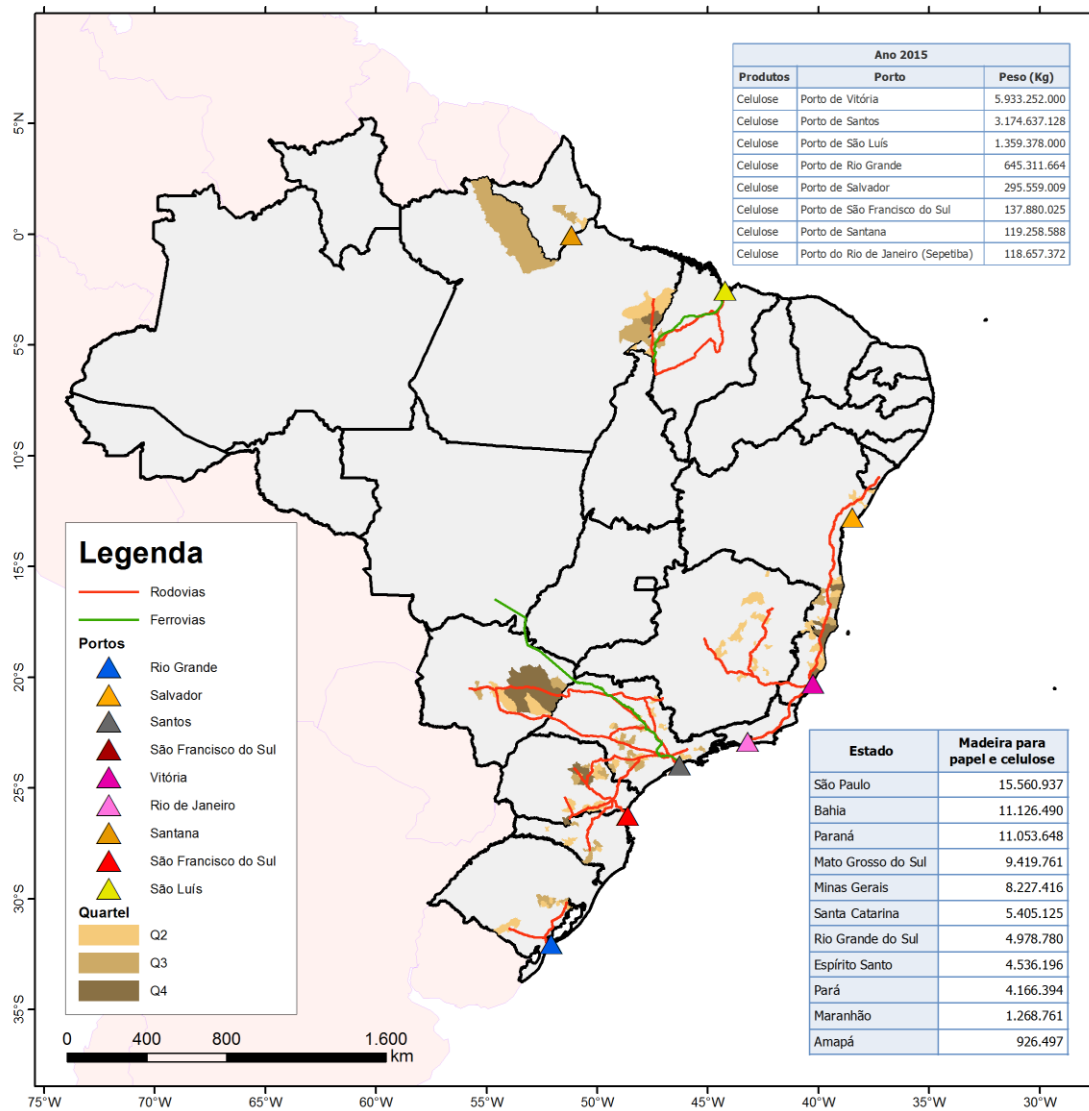 Ano 2015
Produtos Porto Peso (Kg)
Celulose Porto de Vitória 5.933.252.000
Celulose Porto de Santos 3.174.637.128
Celulose Porto de São Luís 1.359.378.000
Celulose Porto de Rio Grande 645.311.664
Celulose Porto de Salvador 295.559.009
Celulose Porto de São Francisco do Sul 137.880.025
Celulose Porto de Santana 119.258.588
Celulose Porto do Rio de Janeiro (Sepetiba) 118.657.372
5°N
0°
5°S
10°S
15°S
20°S
25°S
30°S
35°S
Legenda
Rodovias
Ferrovias
Portos
Rio Grande
Salvador
Santos
São Francisco do Sul
Vitória
Rio de Janeiro
Santana
São Francisco do Sul
São Luís
Quartel
Q2
Q3
Q4
0 400 800 1.600
km
Estado Madeira para papel e celulose
São Paulo 15.560.937
Bahia 11.126.490
Paraná 11.053.648
Mato Grosso do Sul 9.419.761
Minas Gerais 8.227.416
Santa Catarina 5.405.125
Rio Grande do Sul 4.978.780
Espírito Santo 4.536.196
Pará 4.166.394
Maranhão 1.268.761
Amapá 926.497
75°W 70°W 65°W 60°W 55°W 50°W 45°W 40°W 35°W 30°W